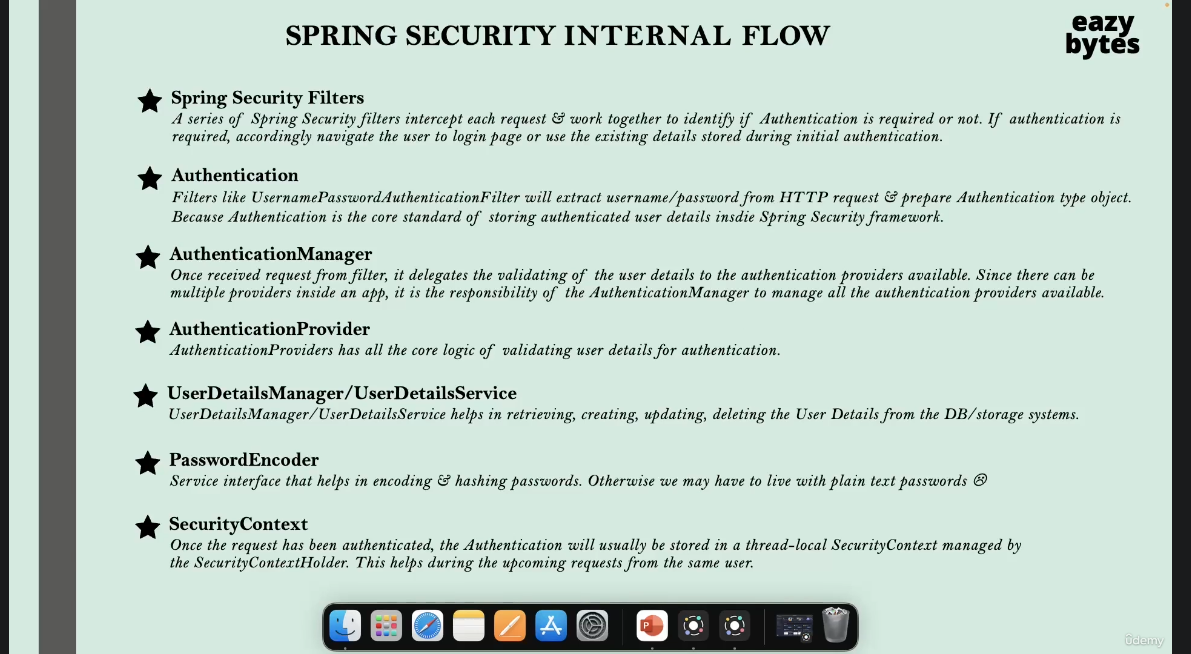 SPRING SECURITY INTERNAL FLOW
eazy
bytes
Spring Security Filters
A series of Spring Security filters intercept each request & work together to identify if Authentication is required or not. If authentication is
required, accordingly navigate the user to login page or use the existing details stored during initial authentication.
Authentication
Filters like UsernamePasswordAuthenticationFilter will extract username/password from HTTP request & prepare Authentication type object.
Because Authentication is the core standard of storing authenticated user details insdie Spring Security framework.
AuthenticationManager
Once received request from filter, it delegates the validating of the user details to the authentication providers available. Since there can be
multiple providers inside an app, it is the responsibility of the AuthenticationManager to manage all the authentication providers available.
AuthenticationProvider
AuthenticationProviders has all the core logic of validating user details for authentication.
UserDetailsManager/UserDetailsService
UserDetailsManager/UserDetailsService helps in retrieving, creating, updating, deleting the User Details from the DB/storage systems.
PasswordEncoder
Service interface that helps in encoding & hashing passwords. Otherwise we may have to live with plain text passwords ☹
SecurityContext
Once the request has been authenticated, the Authentication will usually be stored in a thread-local SecurityContext managed by
the SecurityContextHolder. This helps during the upcoming requests from the same user.
ûdemy